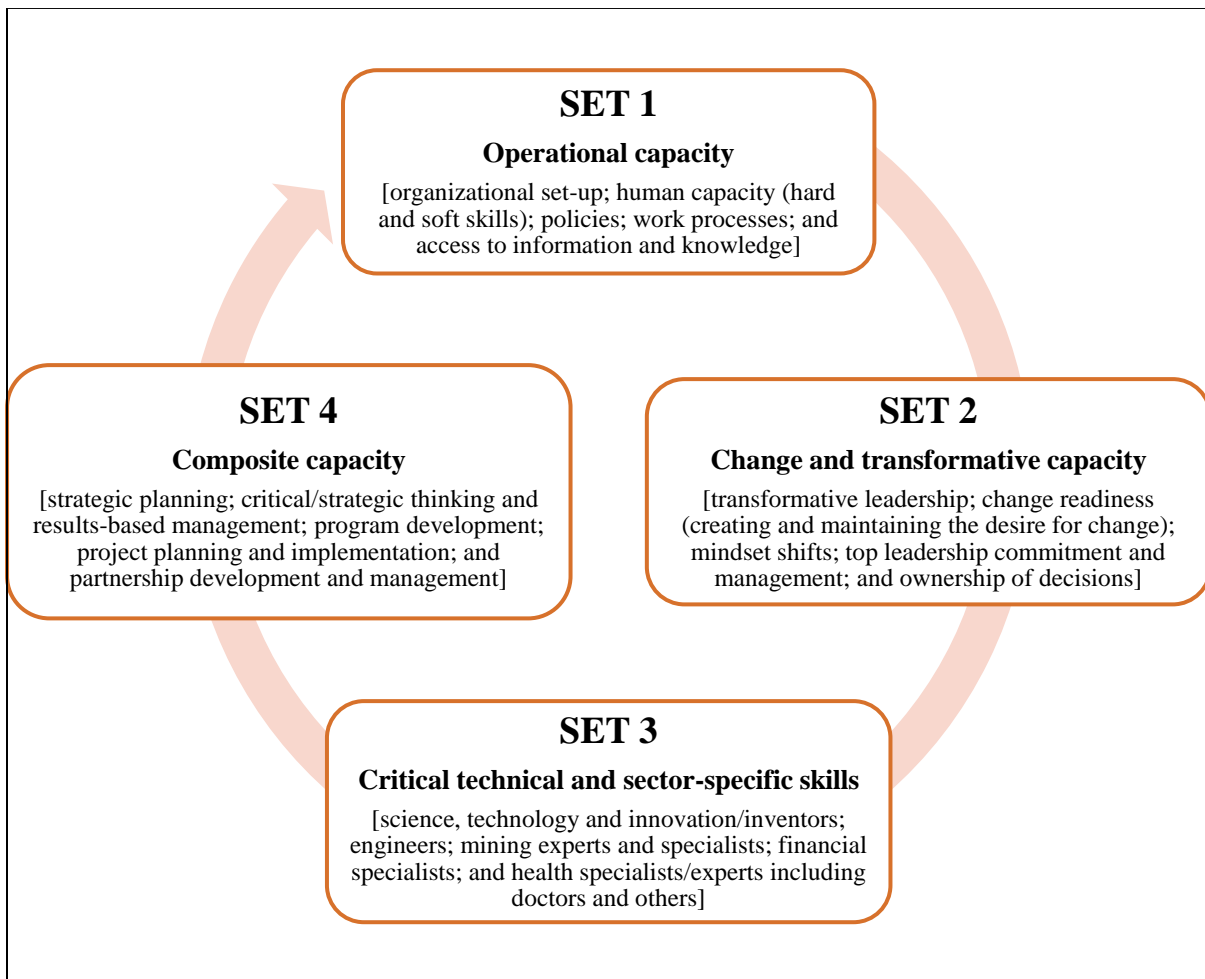 SET 1
Operational capacity
[organizational set-up; human capacity (hard
and soft skills); policies; work processes; and
access to information and knowledge]
SET 2
Change and transformative capacity
[transformative leadership; change readiness
(creating and maintaining the desire for change);
mindset shifts; top leadership commitment and
management; and ownership of decisions]
SET 3
Critical technical and sector-specific skills
[science, technology and innovation/inventors;
engineers; mining experts and specialists; financial
specialists; and health specialists/experts including
doctors and others]
SET 4
Composite capacity
[strategic planning; critical/strategic thinking and
results-based management; program development;
project planning and implementation; and
partnership development and management]